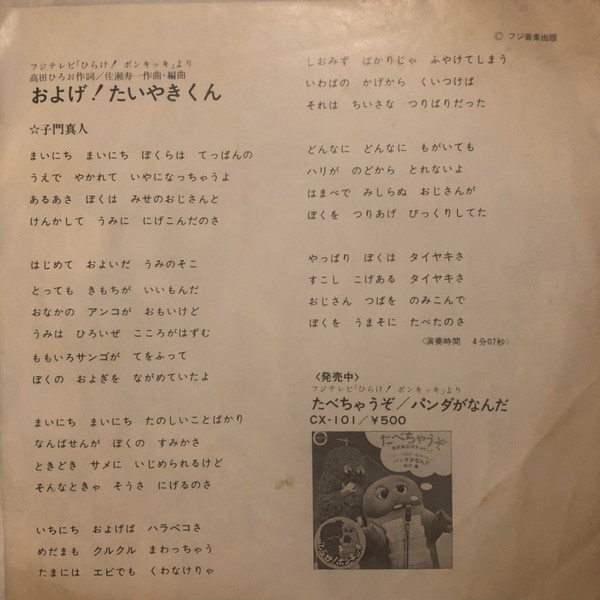 © フジ音楽出版
フジテレビ「ひらけ！ ポンキッキ」より
高田ひろお作詞／佐瀬寿一作曲・編曲
およげ！たいやきくん
☆子門真人
まいにち まいにち ぼくらは てっぱんの
うえで やかれて いやになっちゃうよ
あるあさ ぼくは みせのおじさんと
けんかして うみに にげこんだのさ
はじめて およいだ うみのそこ
とっても きもちが いいもんだ
おなかの アンコが おもいけど
うみは ひろいぜ こころがはずむ
ももいろサンゴが てをふって
ぼくの およぎを ながめていたよ
まいにち まいにち たのしいことばかり
なんぱせんが ぼくの すみかさ
ときどき サメに いじめられるけど
そんなときゃ そうさ にげるのさ
いちにち およげば ハラペコさ
めだまも クルクル まわっちゃう
たまには エビでも くわなけりゃ
しおみず ばかりじゃ ふやけてしまう
いわばの かげから くいつけば
それは ちいさな つりばりだった
どんなに どんなに もがいても
ハリが のどから とれないよ
はまべで みしらぬ おじさんが
ぼくを つりあげ びっくりしてた
やっぱり ぼくは タイヤキさ
すこし こげある タイヤキさ
おじさん つばを のみこんで
ぼくを うまそに たべたのさ
〈演奏時間 4分07秒〉
〈発売中〉
フジテレビ「ひらけ！ ポンキッキ」より
たべちゃうぞ／パンダがなんだ
CX-101／￥500
たべちゃうぞ
パンダがなんだ